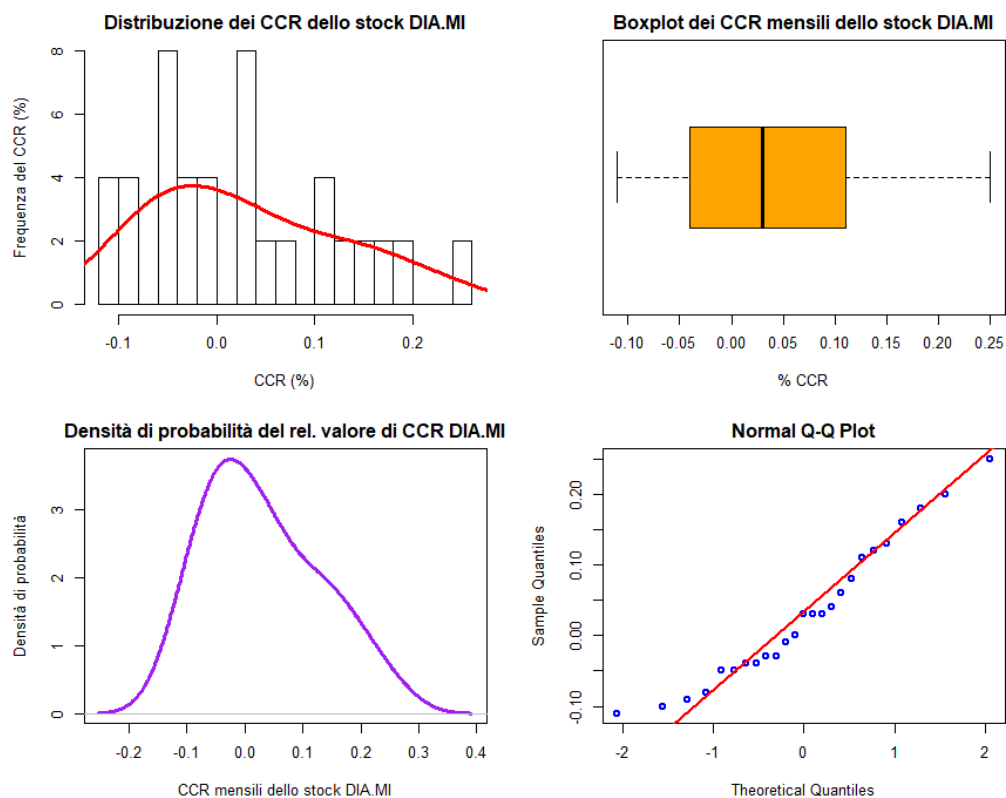 Distribuzione dei CCR dello stock DIA.MI
Frequenza del CCR (%)
8
6
4
2
0
-0.1 0.0 0.1 0.2
CCR (%)
Boxplot dei CCR mensili dello stock DIA.MI
-0.10 -0.05 0.00 0.05 0.10 0.15 0.20 0.25
% CCR
Densità di probabilità del rel. valore di CCR DIA.MI
Densità di probabilità
3
2
1
0
-0.2 -0.1 0.0 0.1 0.2 0.3 0.4
CCR mensili dello stock DIA.MI
Normal Q-Q Plot
Sample Quantiles
0.20
0.10
0.00
-0.10
-2 -1 0 1 2
Theoretical Quantiles